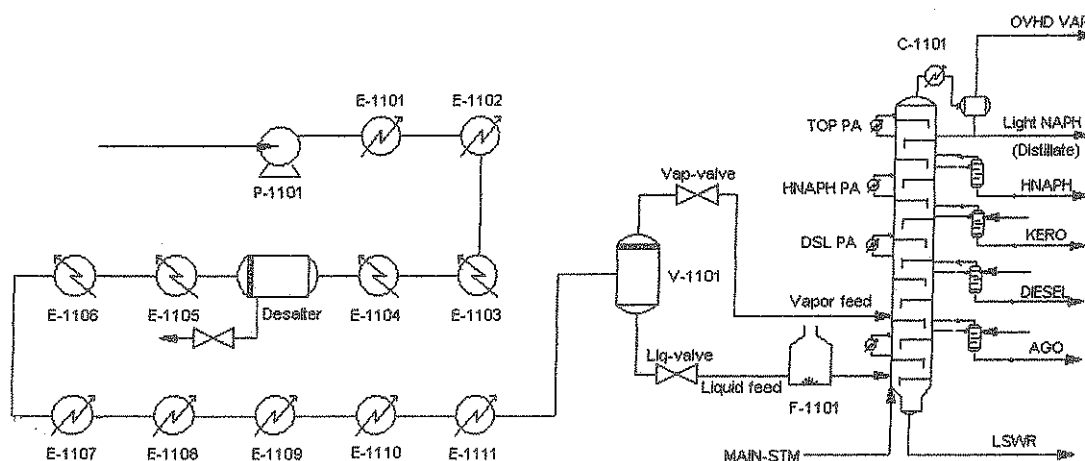 OVHD VAP
C-1101
E-1101
E-1102
TOP PA
Light NAPH
(Distillate)
P-1101
Vap-valve
HNAPH PA
HNAPH
KERO
DSL PA
V-1101
DIESEL
E-1106
E-1105
Desalter
E-1104
E-1103
Vapor feed
Liq-valve
Liquid feed
AGO
F-1101
E-1107
E-1108
E-1109
E-1110
E-1111
MAIN-STM
LSWR